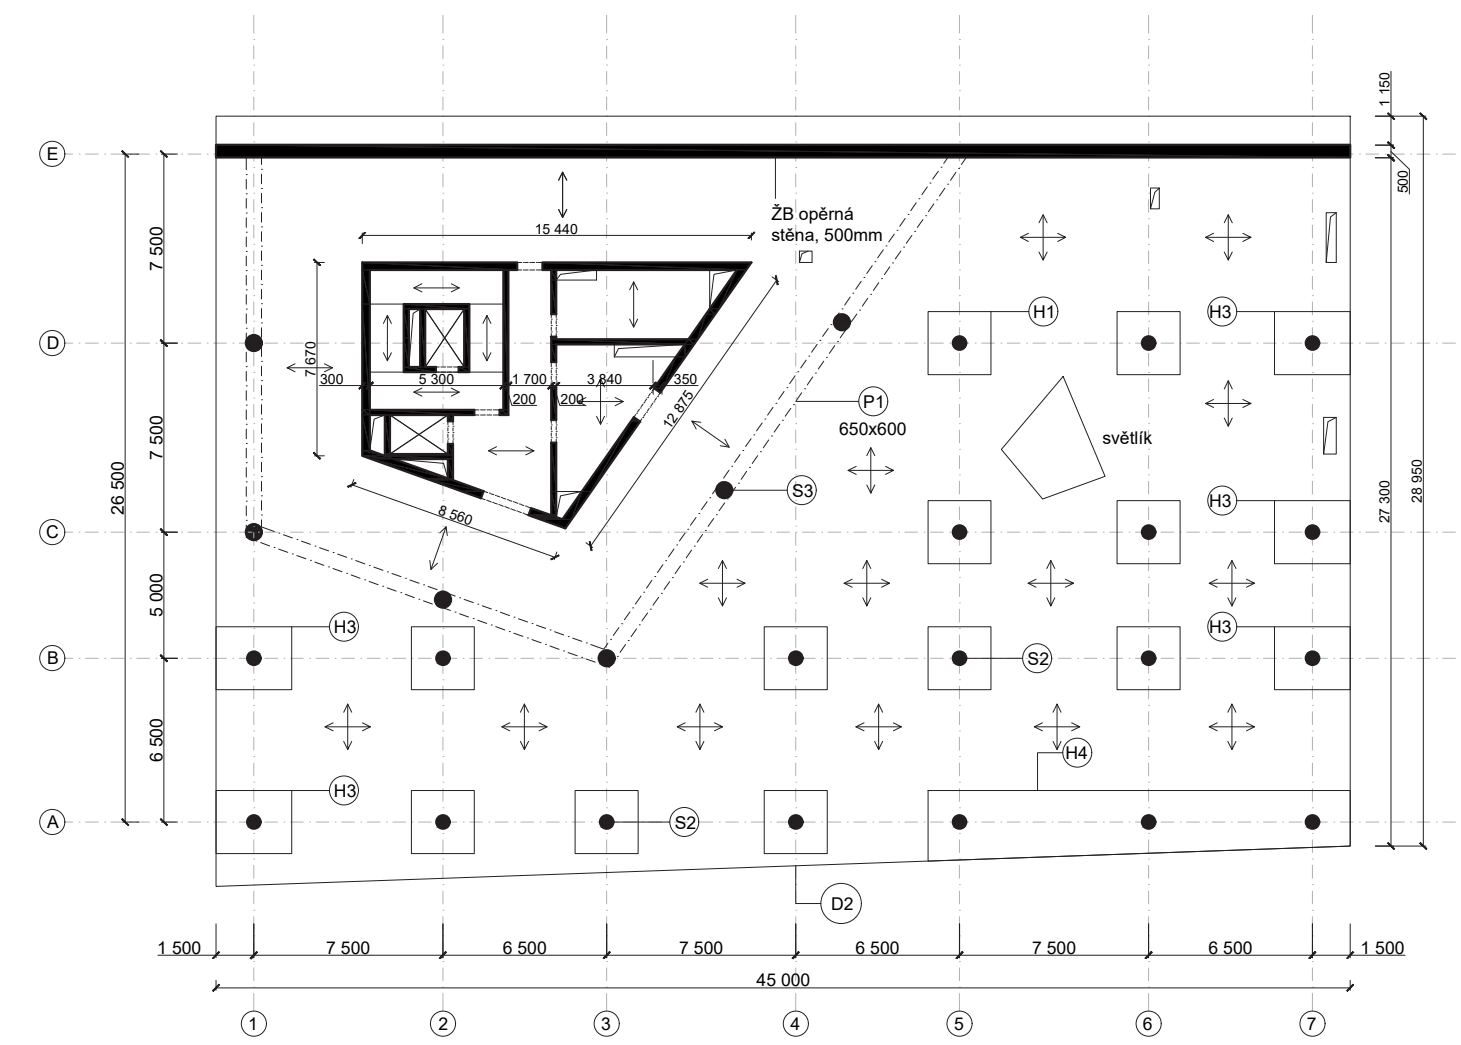 1 150
E
15 440
ŽB opěrná
stěna, 500mm
500
7 500
H1
H3
D
7 670
300
5 300
1 700
3 840
350
200
200
12 875
P1
650x600
světlík
7 500
26 500
8 560
S3
H3
27 300
28 950
C
5 000
H3
H3
B
S2
6 500
H4
H3
A
S2
D2
1 500
7 500
6 500
7 500
6 500
7 500
6 500
1 500
45 000
1
2
3
4
5
6
7